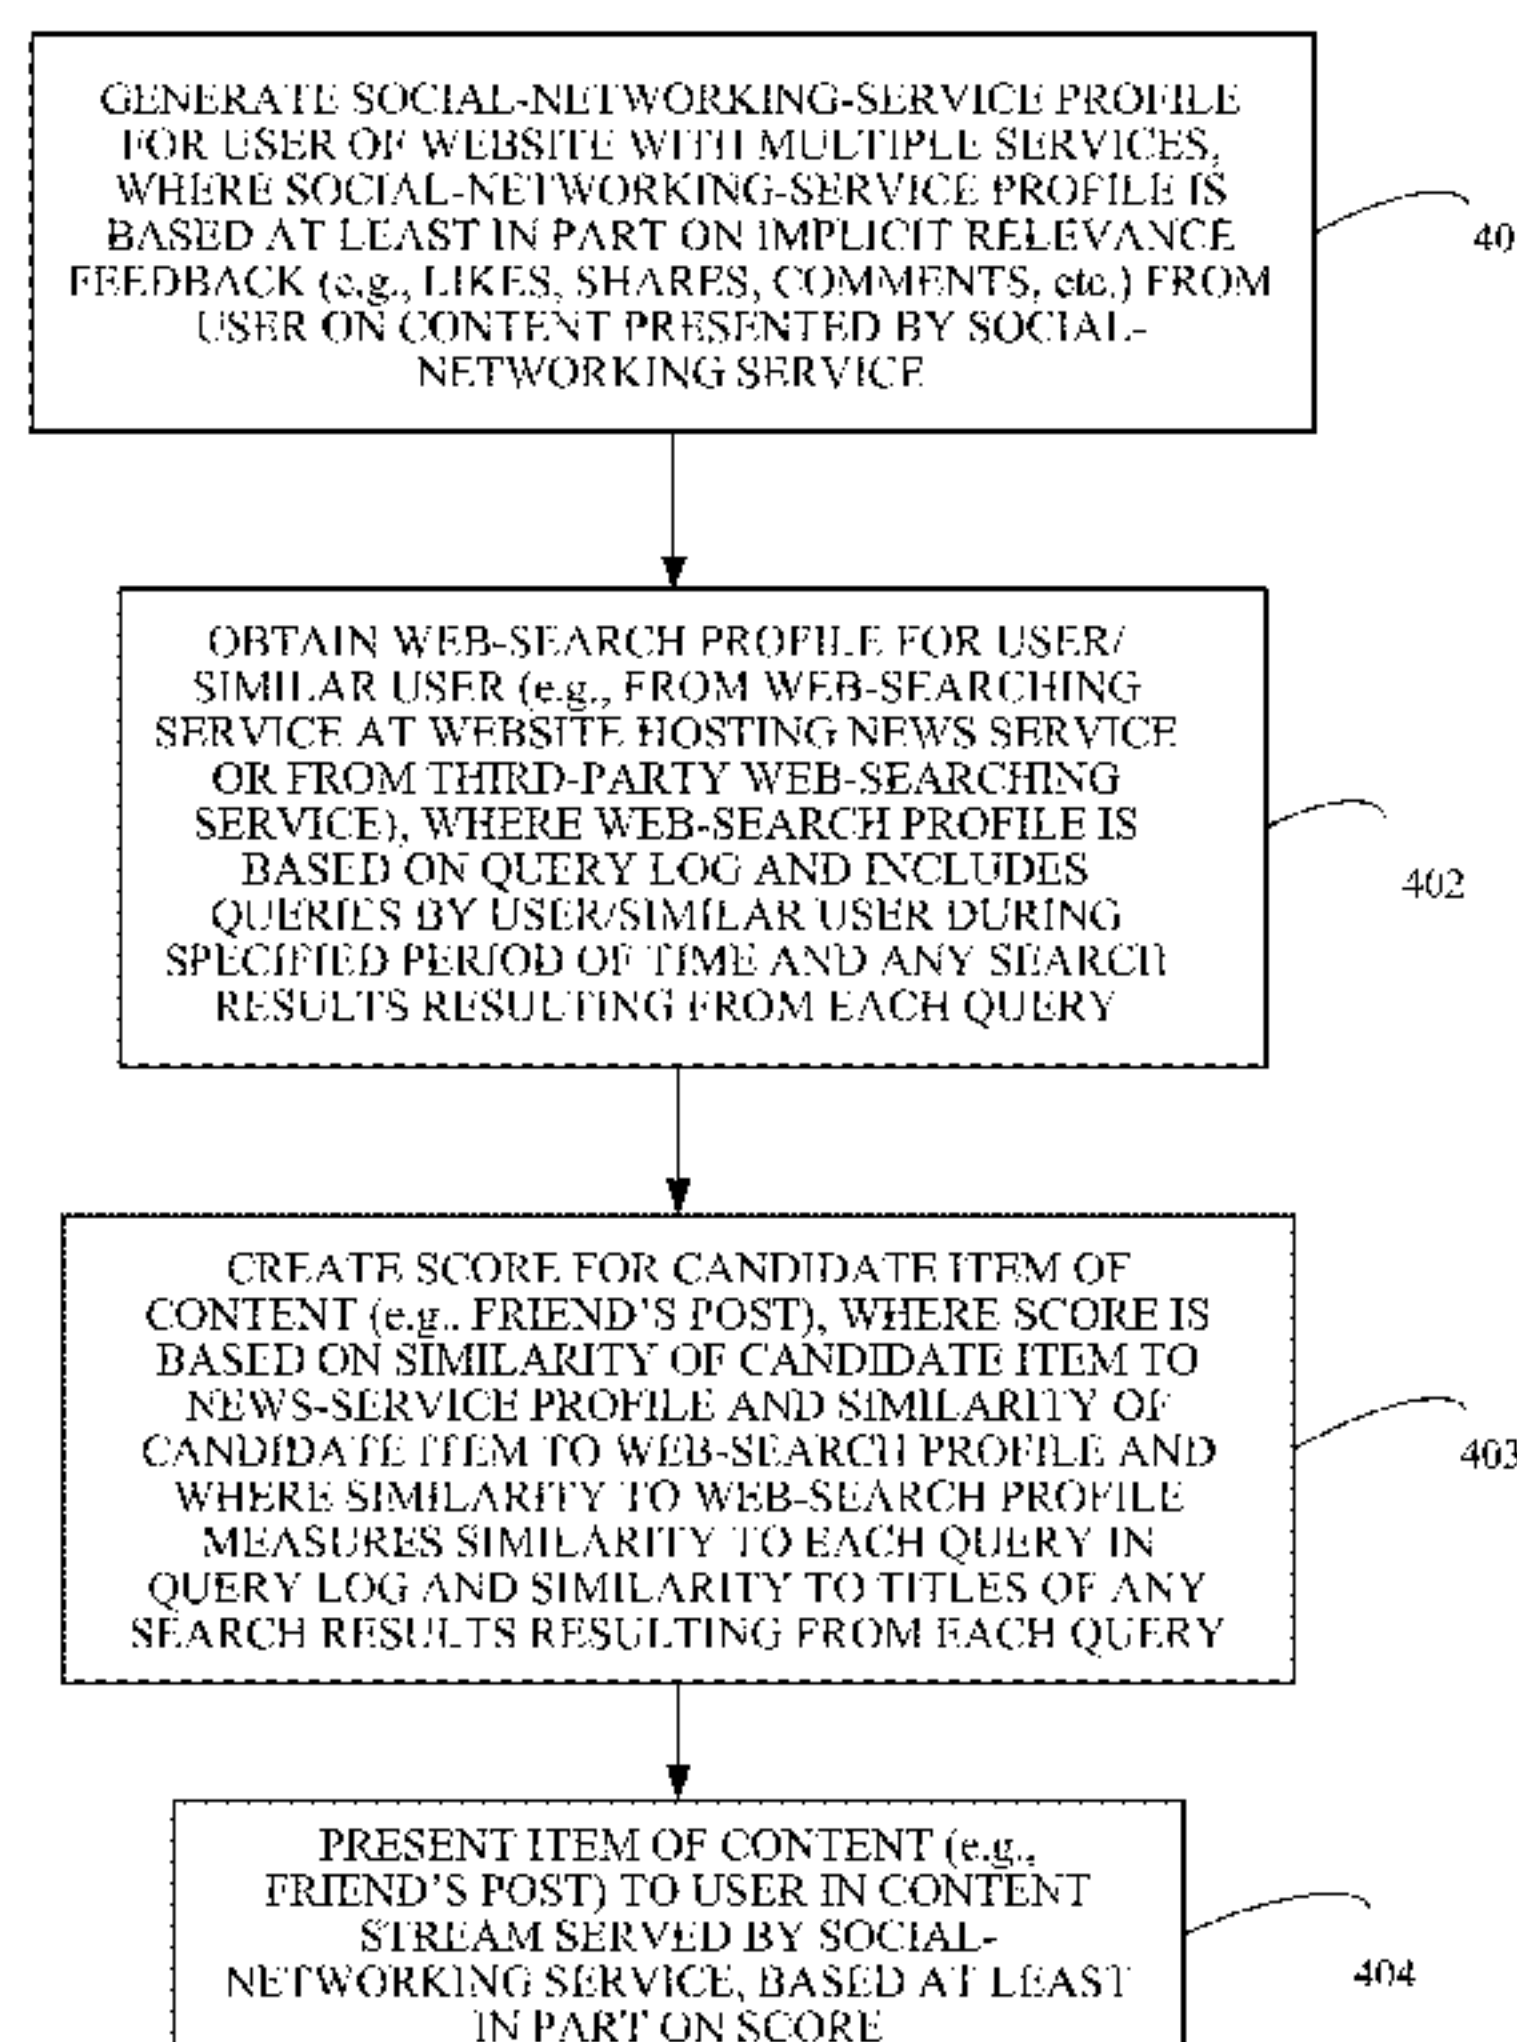 GENERATE SOCIAL-NETWORKING-SERVICE PROFILE
FOR USER OF WEBSITE WITH MULTIPLE SERVICES,
WHERE SOCIAL-NETWORKING-SERVICE PROFILE IS
BASED AT LEAST IN PART ON IMPLICIT RELEVANCE
FEEDBACK (e.g., LIKES, SHARES, COMMENTS, etc.) FROM
USER ON CONTENT PRESENTED BY SOCIAL-
NETWORKING SERVICE
40
OBTAIN WEB-SEARCH PROFILE FOR USER/
SIMILAR USER (e.g., FROM WEB-SEARCHING
SERVICE AT WEBSITE HOSTING NEWS SERVICE
OR FROM THIRD-PARTY WEB-SEARCHING
SERVICE), WHERE WEB-SEARCH PROFILE IS
BASED ON QUERY LOG AND INCLUDES
QUERIES BY USER/SIMILAR USER DURING
SPECIFIED PERIOD OF TIME AND ANY SEARCH
RESULTS RESULTING FROM EACH QUERY
402
CREATE SCORE FOR CANDIDATE ITEM OF
CONTENT (e.g.. FRIEND'S POST), WHERE SCORE IS
BASED ON SIMILARITY OF CANDIDATE ITEM TO
NEWS-SERVICE PROFILE AND SIMILARITY OF
CANDIDATE ITEM TO WEB-SEARCH PROFILE AND
WHERE SIMILARITY TO WEB-SEARCH PROFILE
MEASURES SIMILARITY TO EACH QUERY IN
QUERY LOG AND SIMILARITY TO TITLES OF ANY
SEARCH RESULTS RESULTING FROM EACH QUERY
403
PRESENT ITEM OF CONTENT (e.g.,
FRIEND'S POST) TO USER IN CONTENT
STREAM SERVED BY SOCIAL-
NETWORKING SERVICE, BASED AT LEAST
IN PART ON SCORE
404